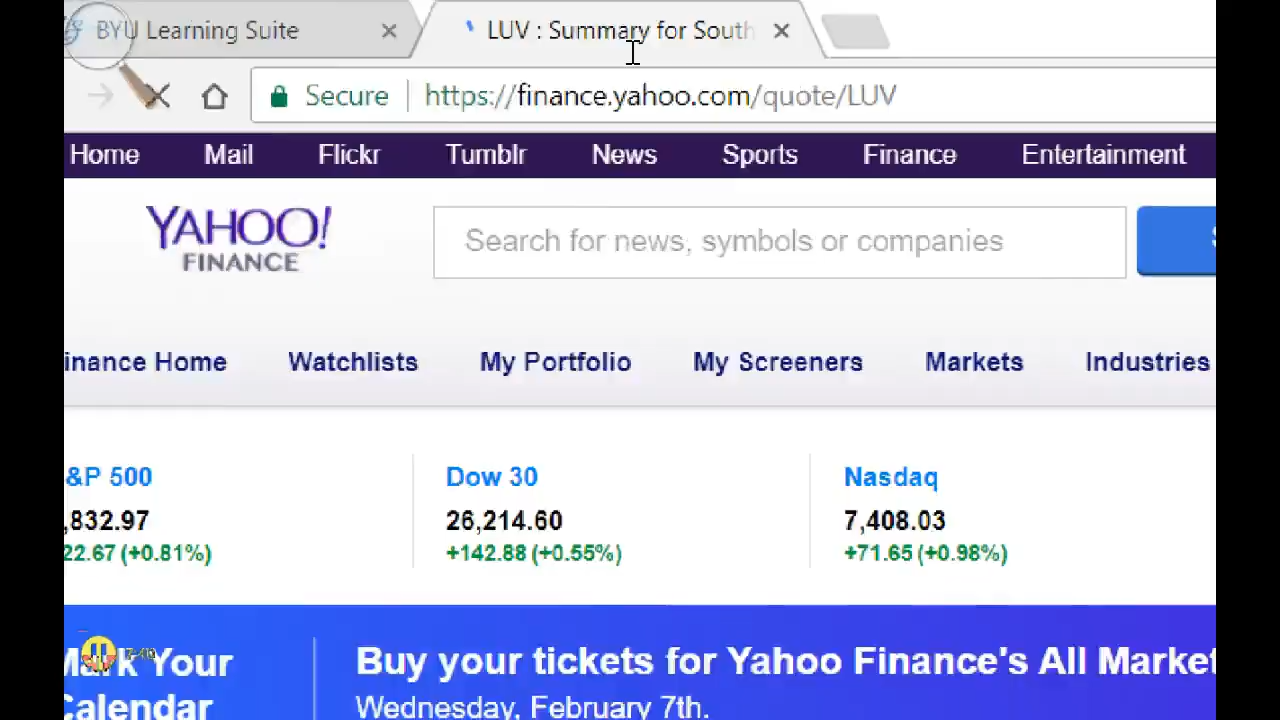 BYU Learning Suite
LUV : Summary for South
Secure https://finance.yahoo.com/quote/LUV
Home Mail Flickr Tumblr News Sports Finance Entertainment
YAHOO!
FINANCE
Search for news, symbols or companies
inance Home Watchlists My Portfolio My Screeners Markets Industries
&P 500 Dow 30 Nasdaq
,832.97 26,214.60 7,408.03
22.67 (+0.81%) +142.88 (+0.55%) +71.65 (+0.98%)
Mark Your
Calendar
Buy your tickets for Yahoo Finance's All Market
Wednesday, February 7th.